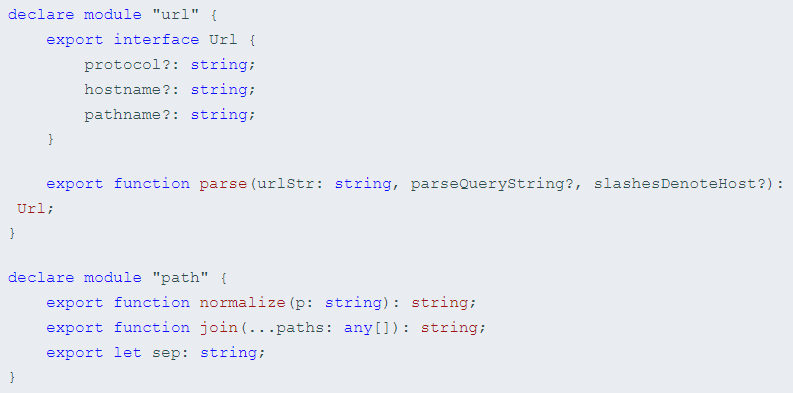 declare module "url" {
    export interface Url {
        protocol?: string;
        hostname?: string;
        pathname?: string;
    }

    export function parse(urlStr: string, parseQueryString?, slashesDenoteHost?):
 Url;
}

declare module "path" {
    export function normalize(p: string): string;
    export function join(...paths: any[]): string;
    export let sep: string;
}